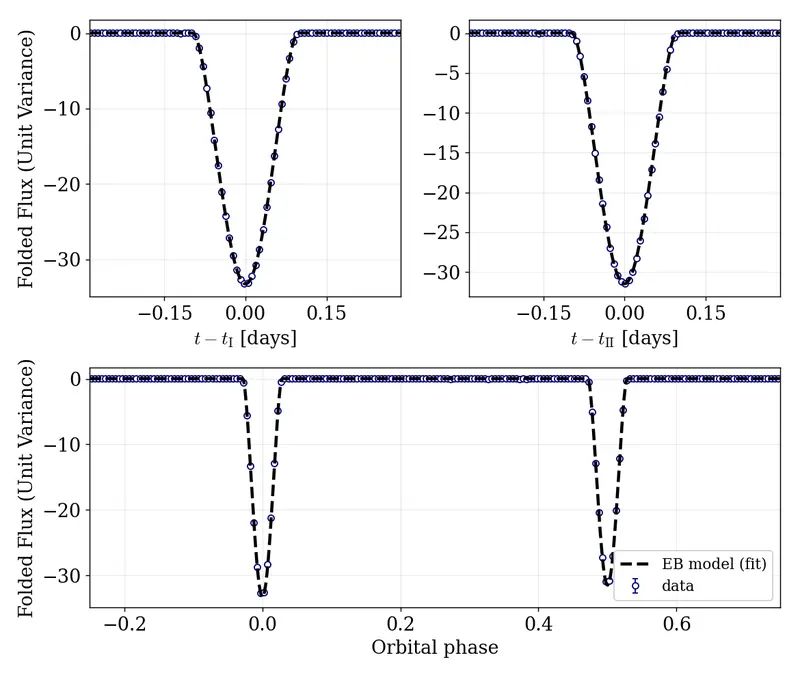 Folded Flux (Unit Variance)
0
−10
−20
−30
−0.15 0.00 0.15
t − tI [days]
0
−5
−10
−15
−20
−25
−30
−0.15 0.00 0.15
t − tII [days]
Folded Flux (Unit Variance)
0
−10
−20
−30
EB model (fit)
data
−0.2 0.0 0.2 0.4 0.6
Orbital phase